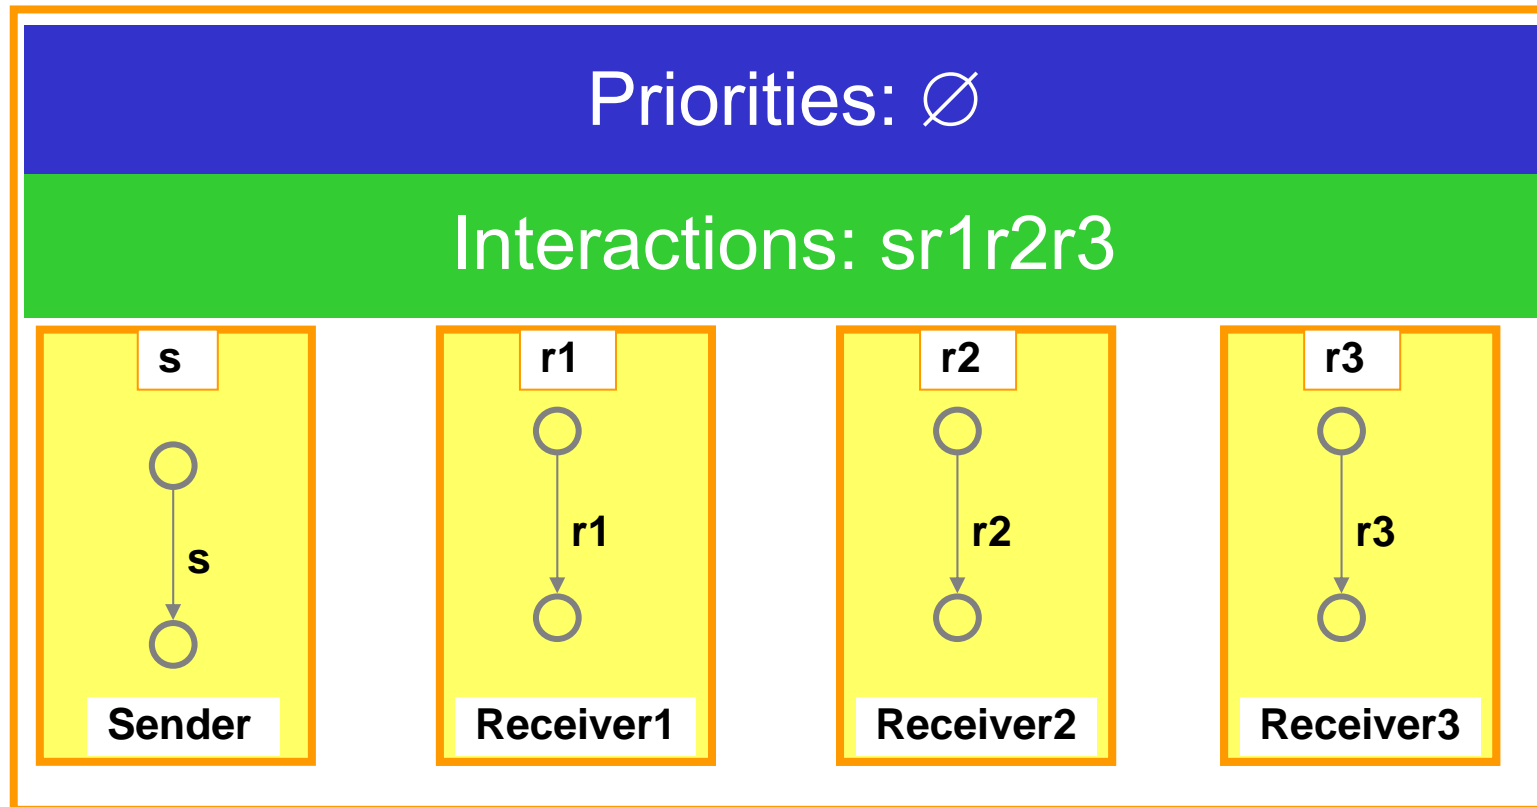 Priorities: ∅
Interactions: sr1r2r3
s
r1
r2
r3
s
r1
r2
r3
Sender
Receiver1
Receiver2
Receiver3